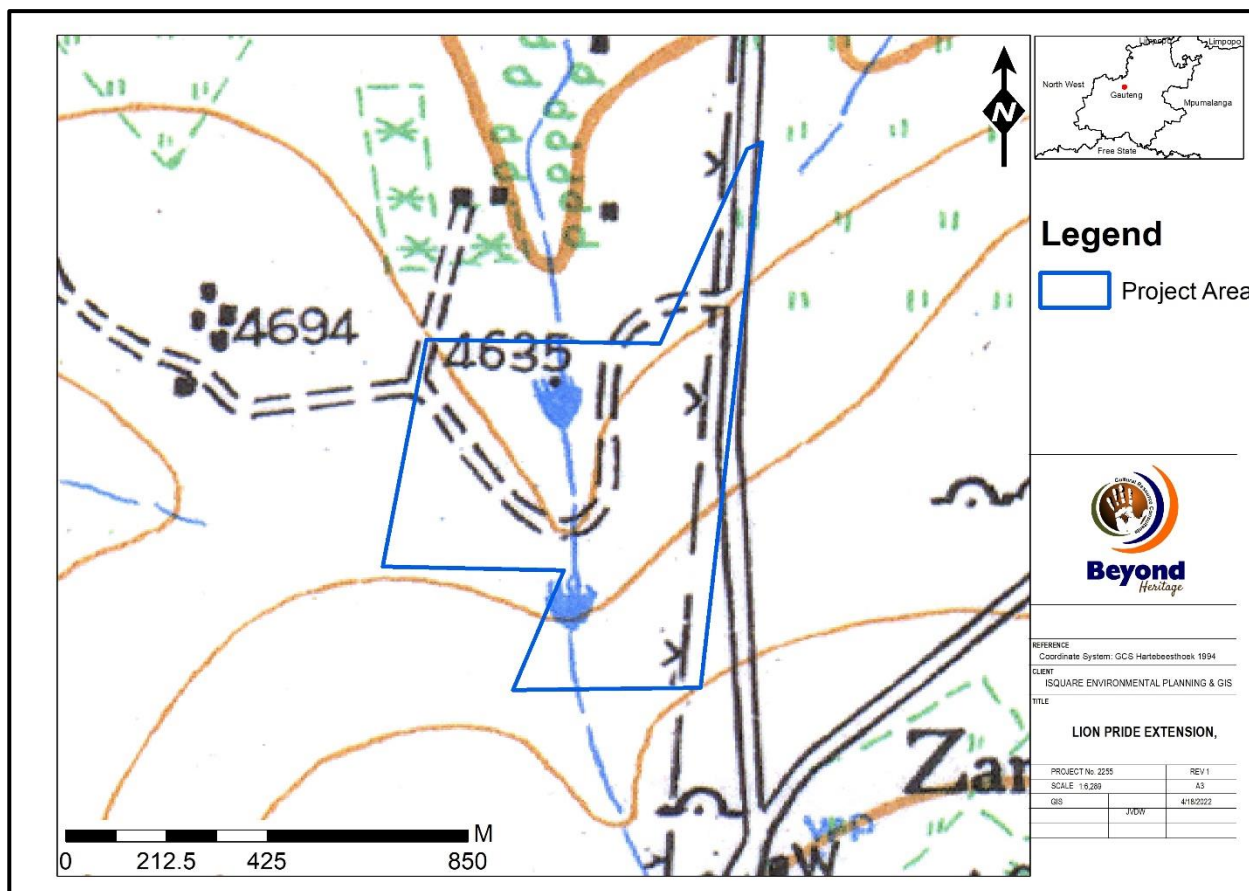 Limpopo
Limpopo
North West
Gauteng
Mpumalanga
Free State
N
4694
4635
Zar
wp
W
M
0 212.5 425 850
Legend
Project Area
Beyond
Heritage
REFERENCE
Coordinate System: GCS Hartebeesthoek 1994
CLIENT
ISQUARE ENVIRONMENTAL PLANNING & GIS
TITLE
LION PRIDE EXTENSION,
PROJECT No. 2255 REV 1
SCALE 1:6,289 A3
GIS JVDW 4/18/2022